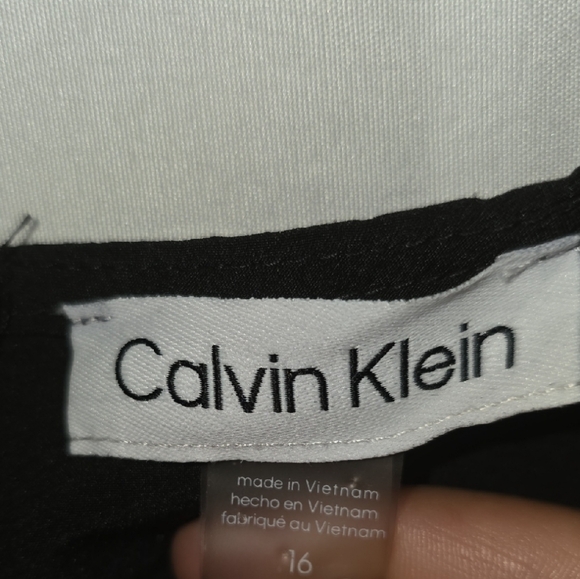 Calvin Klein
made in Vietnam
hecho en Vietnam
fabriqué au Vietnam
16